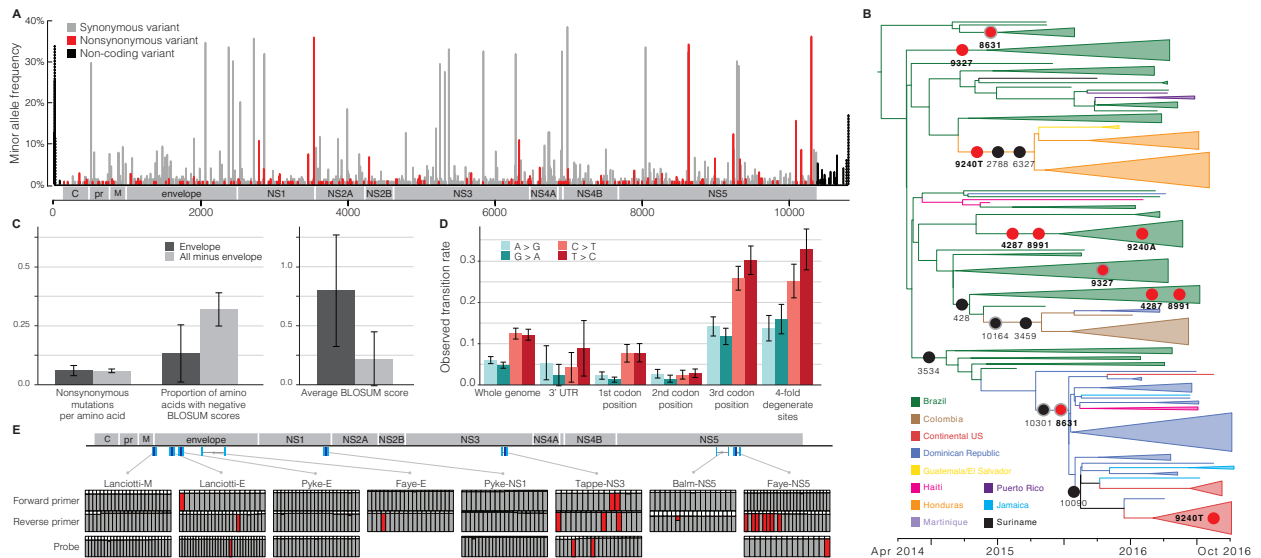 A
Synonymous variant
Nonsynonymous variant
Non-coding variant
Minor allele frequency
40%
30%
20%
10%
0%
C pr M envelope NS1 NS2A NS2B NS3 NS4A NS4B NS5
0 2000 4000 6000 8000 10000
B
8631
9327
9240T 2788 6327
4287 8991 9240A
9327
4287 8991
428
10164 3459
3534
10301 8631
10090
9240T
Brazil
Colombia
Continental US
Dominican Republic
Guatemala/El Salvador
Haiti
Honduras
Martinique
Puerto Rico
Jamaica
Suriname
Apr 2014 2015 2016 Oct 2016
C
Envelope
All minus envelope
0.5
0.25
0.0
Nonsynonymous
mutations
per amino acid
Proportion of amino
acids with negative
BLOSUM scores
1.0
0.5
0.0
Average BLOSUM score
D
A > G
G > A
C > T
T > C
Observed transition rate
0.3
0.2
0.1
0.0
Whole genome
3' UTR
1st codon
position
2nd codon
position
3rd codon
position
4-fold
degenerate
sites
E
C pr M envelope NS1 NS2A NS2B NS3 NS4A NS4B NS5
Lanciotti-M Lanciotti-E Pyke-E Faye-E Pyke-NS1 Tappe-NS3 Balm-NS5 Faye-NS5
Forward primer
Reverse primer
Probe